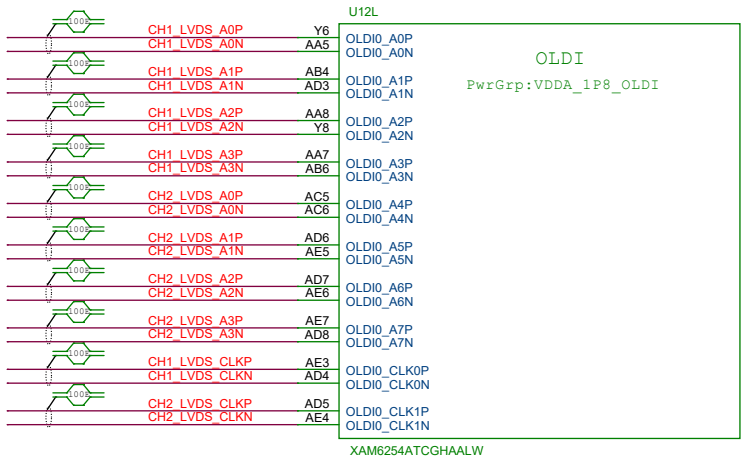 U12L
100E
CH1_LVDS_A0P Y6 OLDI0_A0P
CH1_LVDS_A0N AA5 OLDI0_A0N
OLDI
100E
CH1_LVDS_A1P AB4 OLDI0_A1P
CH1_LVDS_A1N AD3 OLDI0_A1N
PwrGrp:VDDA_1P8_OLDI
100E
CH1_LVDS_A2P AA8 OLDI0_A2P
CH1_LVDS_A2N Y8 OLDI0_A2N
100E
CH1_LVDS_A3P AA7 OLDI0_A3P
CH1_LVDS_A3N AB6 OLDI0_A3N
100E
CH2_LVDS_A0P AC5 OLDI0_A4P
CH2_LVDS_A0N AC6 OLDI0_A4N
100E
CH2_LVDS_A1P AD6 OLDI0_A5P
CH2_LVDS_A1N AE5 OLDI0_A5N
100E
CH2_LVDS_A2P AD7 OLDI0_A6P
CH2_LVDS_A2N AE6 OLDI0_A6N
100E
CH2_LVDS_A3P AE7 OLDI0_A7P
CH2_LVDS_A3N AD8 OLDI0_A7N
100E
CH1_LVDS_CLKP AE3 OLDI0_CLK0P
CH1_LVDS_CLKN AD4 OLDI0_CLK0N
100E
CH2_LVDS_CLKP AD5 OLDI0_CLK1P
CH2_LVDS_CLKN AE4 OLDI0_CLK1N
XAM6254ATCGHAALW